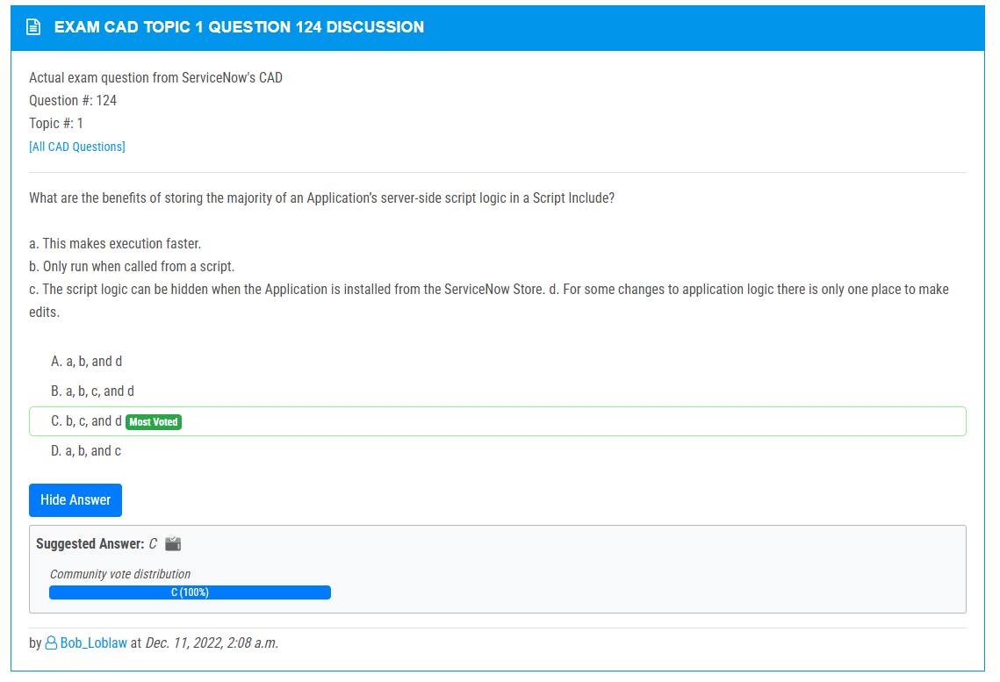 EXAM CAD TOPIC 1 QUESTION 124 DISCUSSION
Actual exam question from ServiceNow's CAD
Question #: 124
Topic #: 1
[All CAD Questions]
What are the benefits of storing the majority of an Application’s server-side script logic in a Script Include?
a. This makes execution faster.
b. Only run when called from a script.
c. The script logic can be hidden when the Application is installed from the ServiceNow Store. d. For some changes to application logic there is only one place to make
edits.
A. a, b, and d
B. a, b, c, and d
C. b, c, and d Most Voted
D. a, b, and c
Hide Answer
Suggested Answer: C
Community vote distribution
C (100%)
by Bob_Loblaw at Dec. 11, 2022, 2:08 a.m.